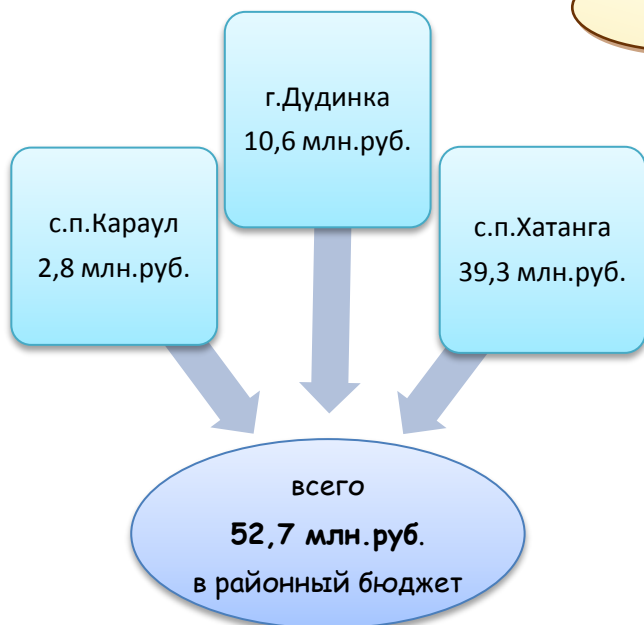 г.Дудинка
10,6 млн.руб.
с.п.Караул
2,8 млн.руб.
с.п.Хатанга
39,3 млн.руб.
всего
52,7 млн.руб.
в районный бюджет